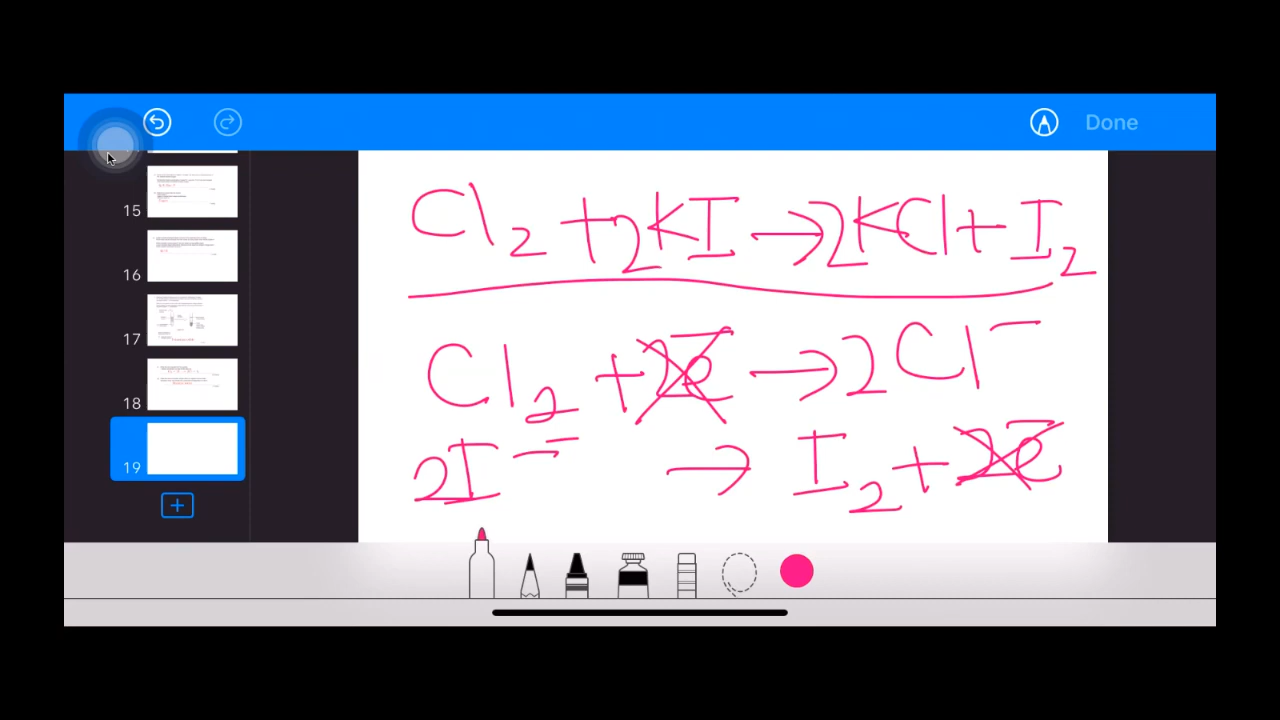 Done
15
16
17
18
19
Cl₂ + 2KI → 2KCl + I₂
Cl₂ + 2e⁻ → 2Cl⁻
2I⁻ → I₂ + 2e⁻